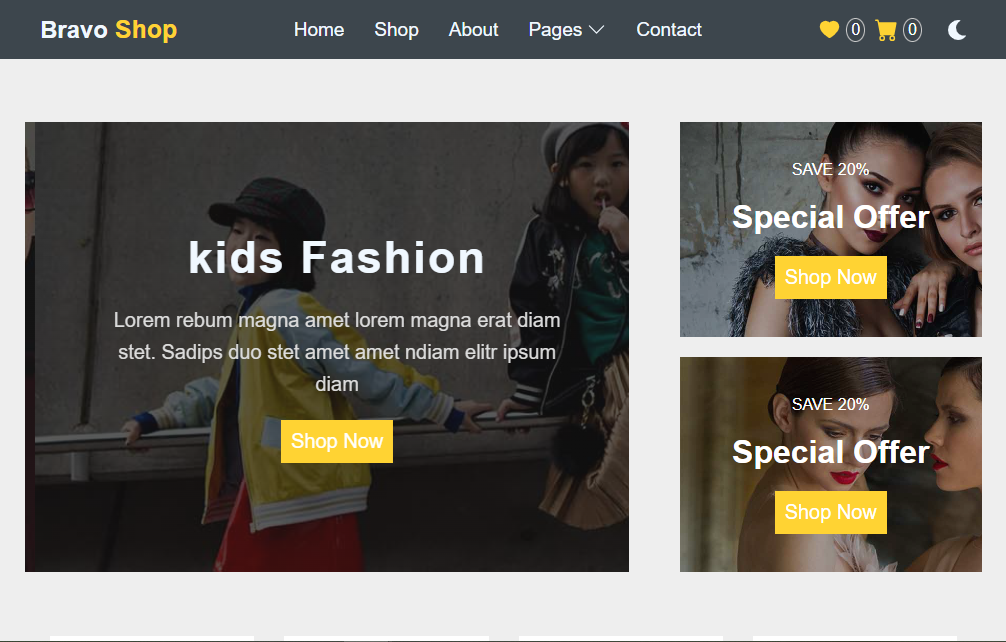 Bravo Shop
Home Shop About Pages Contact
0 0
kids Fashion
Lorem rebum magna amet lorem magna erat diam
stet. Sadips duo stet amet amet ndiam elitr ipsum
diam
Shop Now
SAVE 20%
Special Offer
Shop Now
SAVE 20%
Special Offer
Shop Now